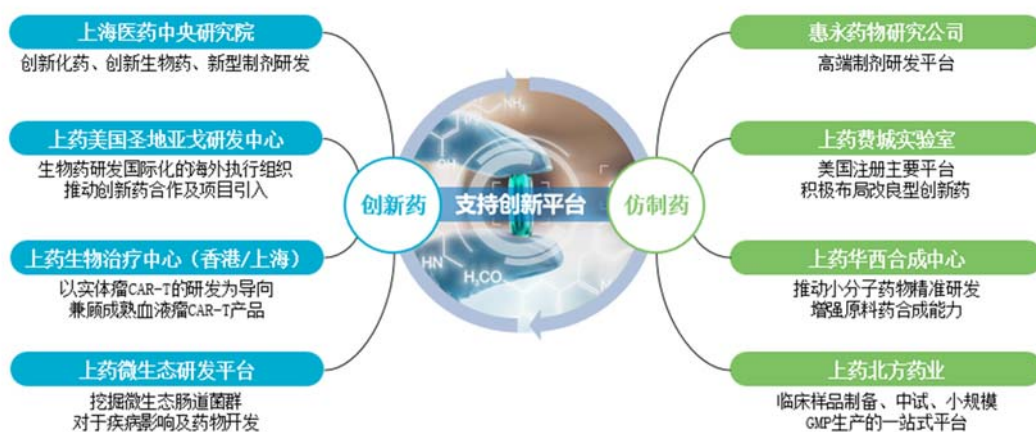 上海医药中央研究院
创新化药、创新生物药、新型制剂研发
上药美国圣地亚戈研发中心
生物药研发国际化的海外执行组织
推动创新药合作及项目引入
上药生物治疗中心（香港/上海）
以实体瘤CAR-T的研发为导向
兼顾成熟血液瘤CAR-T产品
上药微生态研发平台
挖掘微生态肠道菌群
对于疾病影响及药物开发
创新药
支持创新平台
仿制药
NH₂
HN
H₃CO
惠永药物研究公司
高端制剂研发平台
上药费城实验室
美国注册主要平台
积极布局改良型创新药
上药华西合成中心
推动小分子药物精准研发
增强原料药合成能力
上药北方药业
临床样品制备、中试、小规模
GMP生产的一站式平台